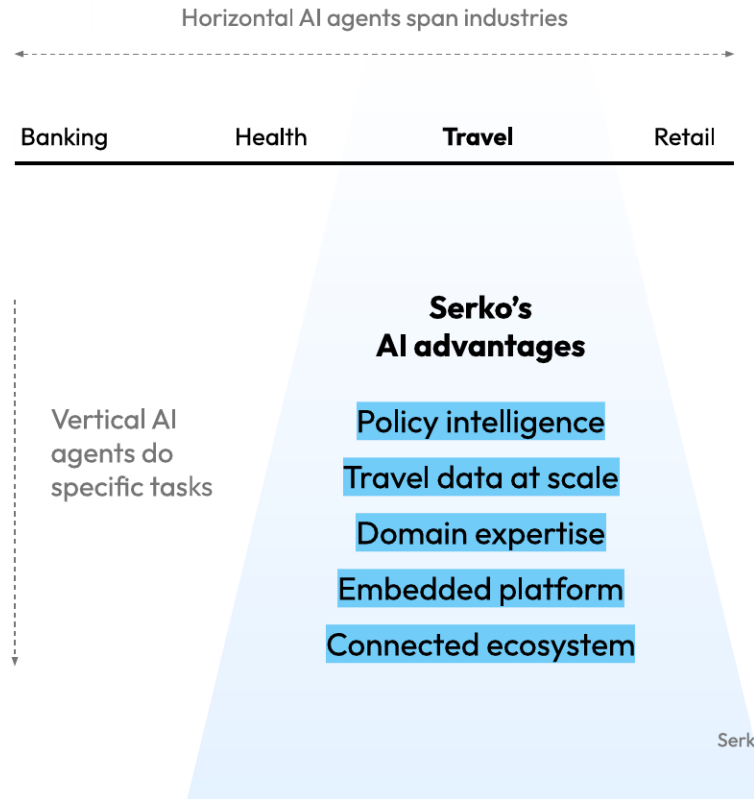 Horizontal AI agents span industries
Banking
Health
Travel
Retail
Serko’s
AI advantages
Vertical AI
agents do
specific tasks
Policy intelligence
Travel data at scale
Domain expertise
Embedded platform
Connected ecosystem
Serk